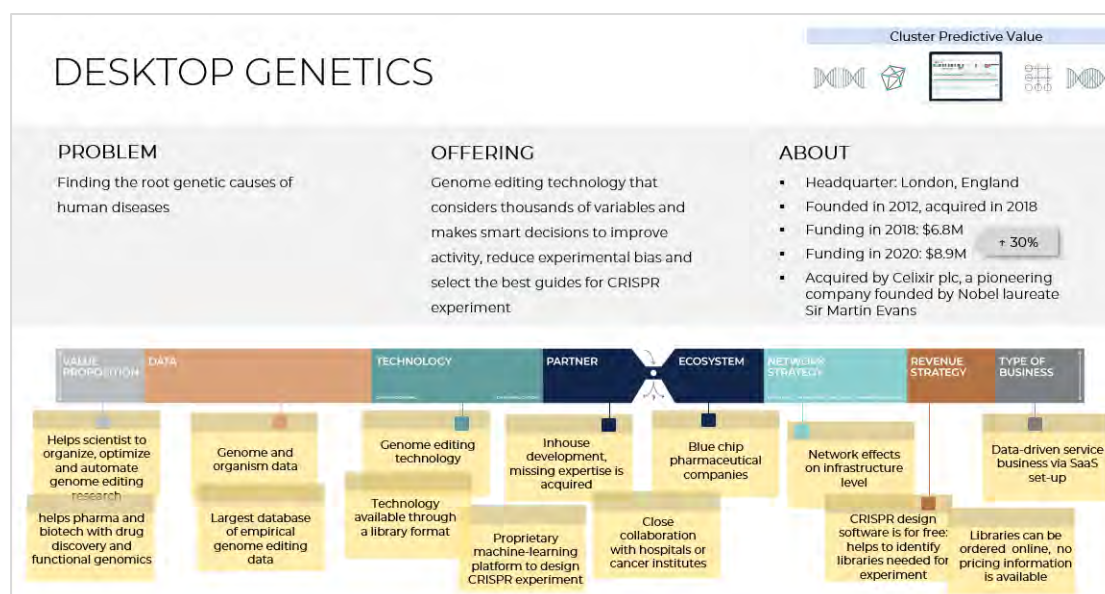 Cluster Predictive Value
DESKTOP GENETICS
PROBLEM
Finding the root genetic causes of
human diseases
OFFERING
Genome editing technology that
considers thousands of variables and
makes smart decisions to improve
activity, reduce experimental bias and
select the best guides for CRISPR
experiment
ABOUT
▪ Headquarter: London, England
▪ Founded in 2012, acquired in 2018
▪ Funding in 2018: $6.8M
▪ Funding in 2020: $8.9M
↑ 30%
▪ Acquired by Celixir plc, a pioneering
company founded by Nobel laureate
Sir Martin Evans
VALUE
PROPOSITION
DATA
TECHNOLOGY
PARTNER
ECOSYSTEM
NETWORK
STRATEGY
REVENUE
STRATEGY
TYPE OF
BUSINESS
Helps scientist to
organize, optimize
and automate
genome editing
research
helps pharma and
biotech with drug
discovery and
functional genomics
Genome and
organism data
Largest database
of empirical
genome editing
data
Genome editing
technology
Technology
available through
a library format
Proprietary
machine-learning
platform to design
CRISPR experiment
Inhouse
development,
missing expertise is
acquired
Close
collaboration
with hospitals or
cancer institutes
Blue chip
pharmaceutical
companies
Network effects
on infrastructure
level
CRISPR design
software is for free:
helps to identify
libraries needed for
experiment
Data-driven service
business via SaaS
set-up
Libraries can be
ordered online, no
pricing information
is available